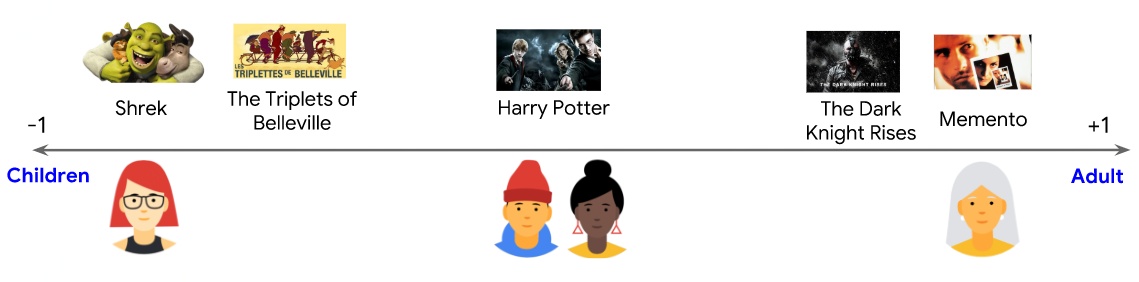 LES
TRIPLETTES DE BELLEVILLE
THE DARK KNIGHT RISES
Shrek
The Triplets of
Belleville
Harry Potter
The Dark
Knight Rises
Memento
-1
+1
Children
Adult